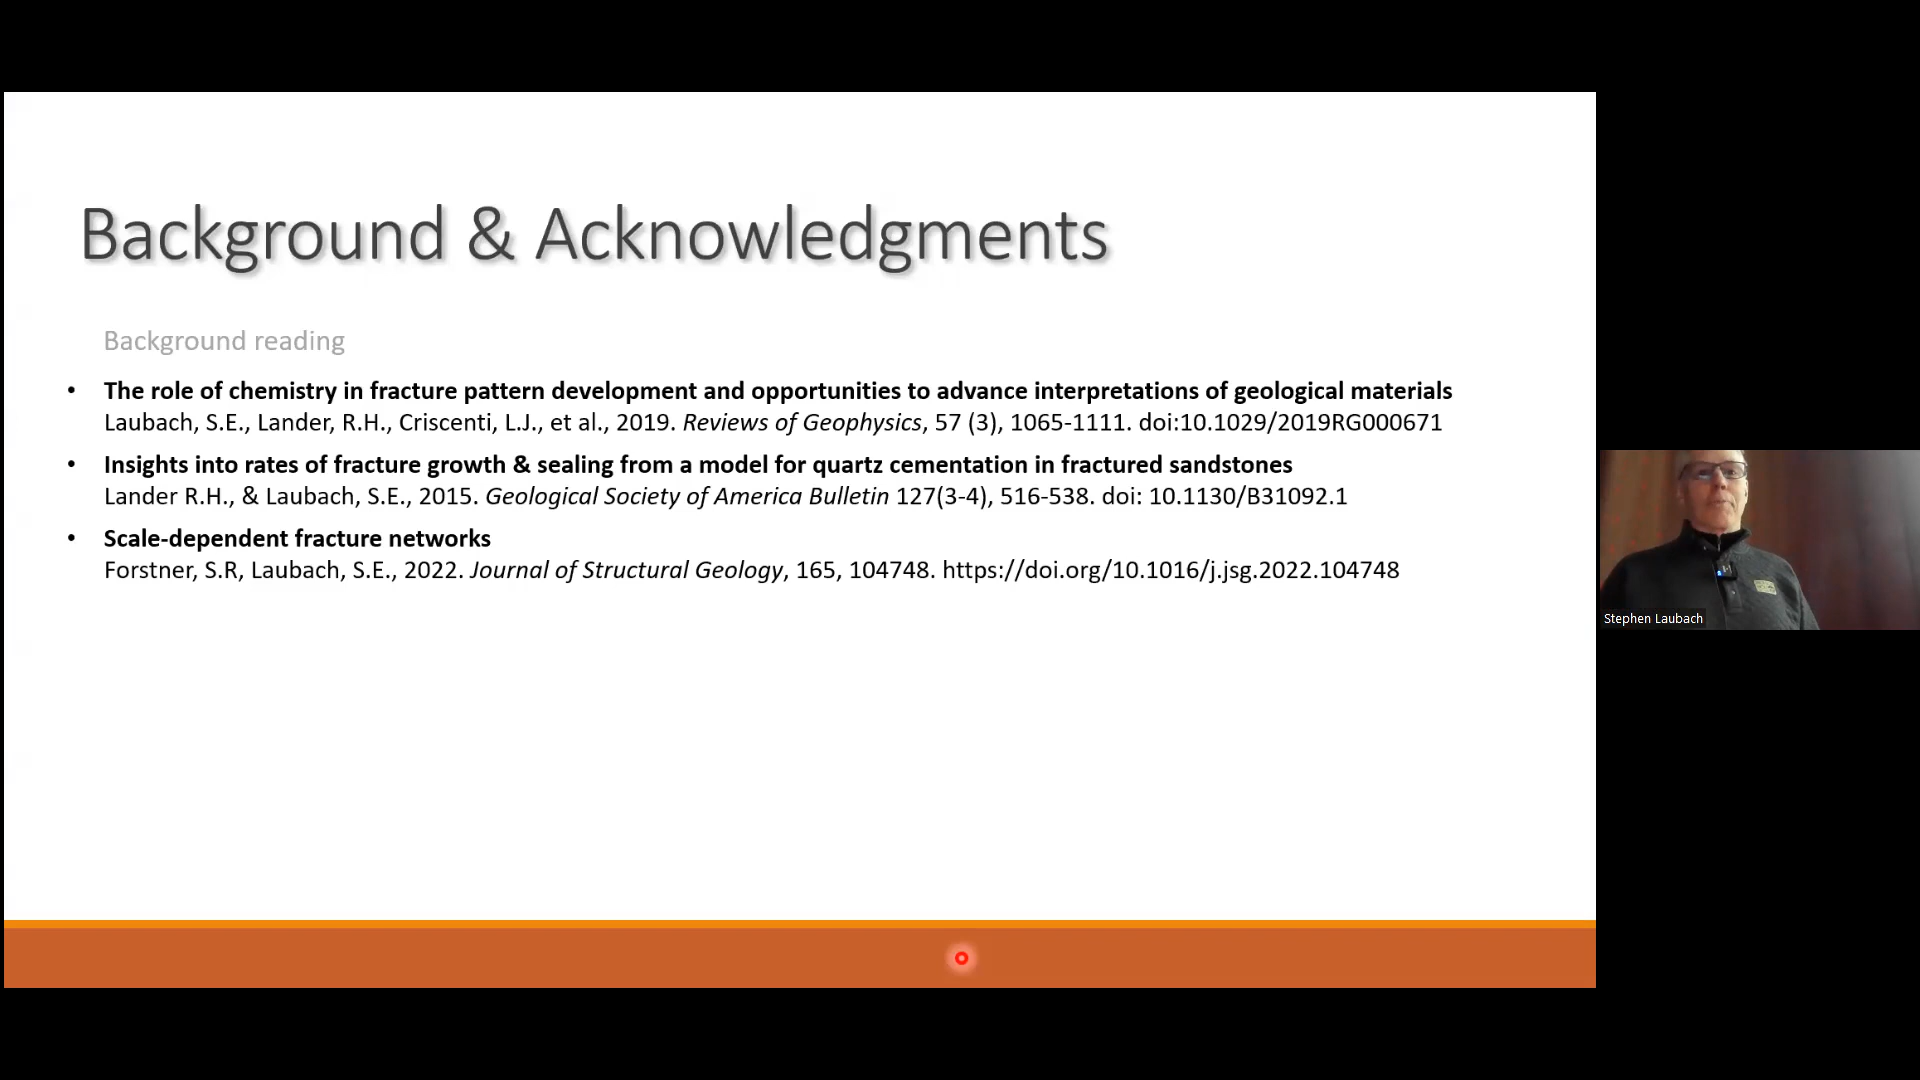 Background & Acknowledgments
Background reading
• The role of chemistry in fracture pattern development and opportunities to advance interpretations of geological materials
Laubach, S.E., Lander, R.H., Criscenti, L.J., et al., 2019. Reviews of Geophysics, 57 (3), 1065-1111. doi:10.1029/2019RG000671
• Insights into rates of fracture growth & sealing from a model for quartz cementation in fractured sandstones
Lander R.H., & Laubach, S.E., 2015. Geological Society of America Bulletin 127(3-4), 516-538. doi: 10.1130/B31092.1
• Scale-dependent fracture networks
Forstner, S.R, Laubach, S.E., 2022. Journal of Structural Geology, 165, 104748. https://doi.org/10.1016/j.jsg.2022.104748
Stephen Laubach